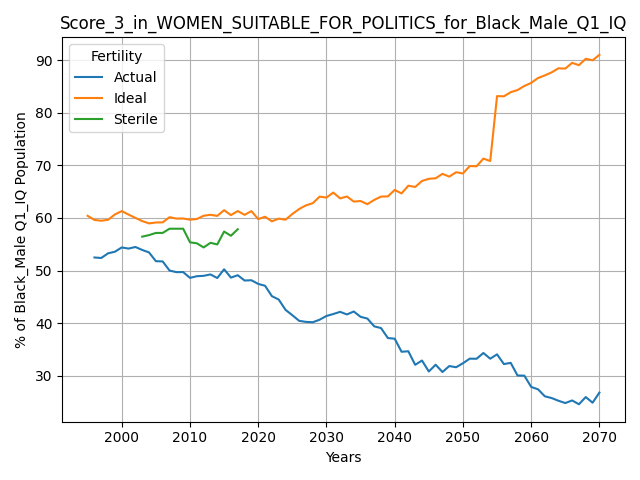 Score_3_in_WOMEN_SUITABLE_FOR_POLITICS_for_Black_Male_Q1_IQ
Fertility
Actual
Ideal
Sterile
% of Black_Male Q1_IQ Population
90
80
70
60
50
40
30
2000 2010 2020 2030 2040 2050 2060 2070
Years